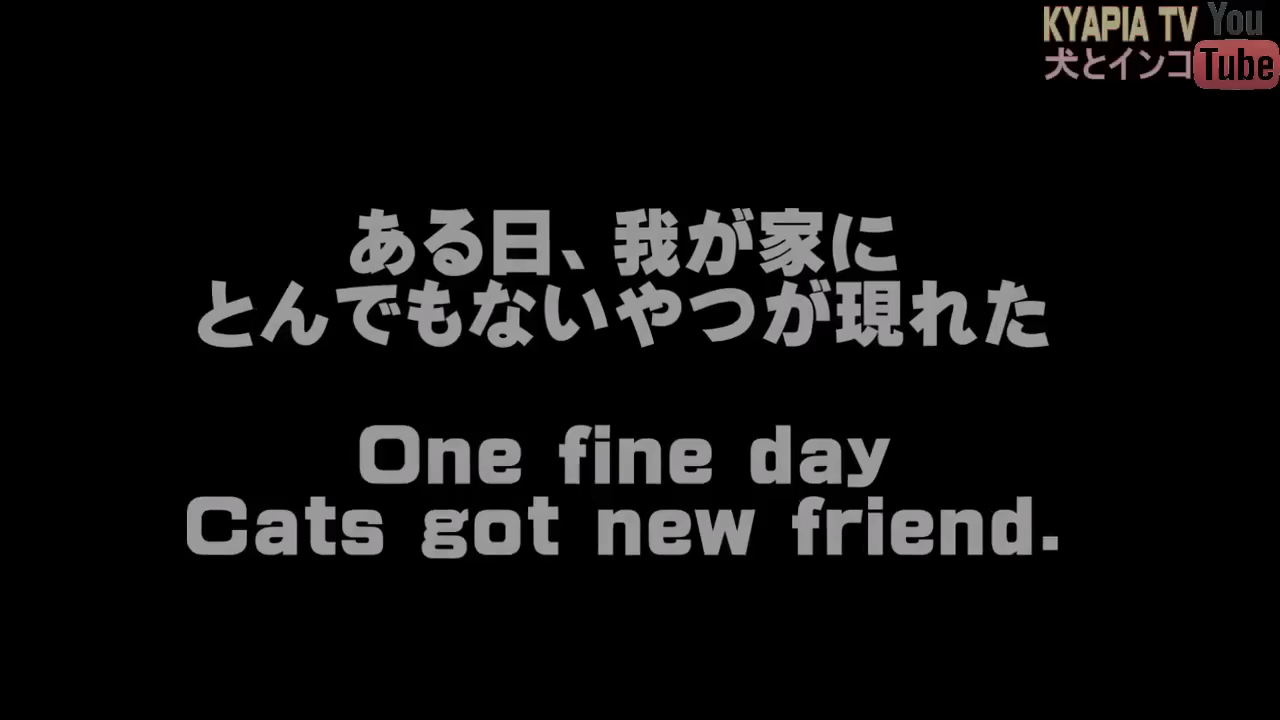 KYAPIA TV You
犬とインコ Tube
ある日、我が家に
とんでもないやつが現れた
One fine day
Cats got new friend.